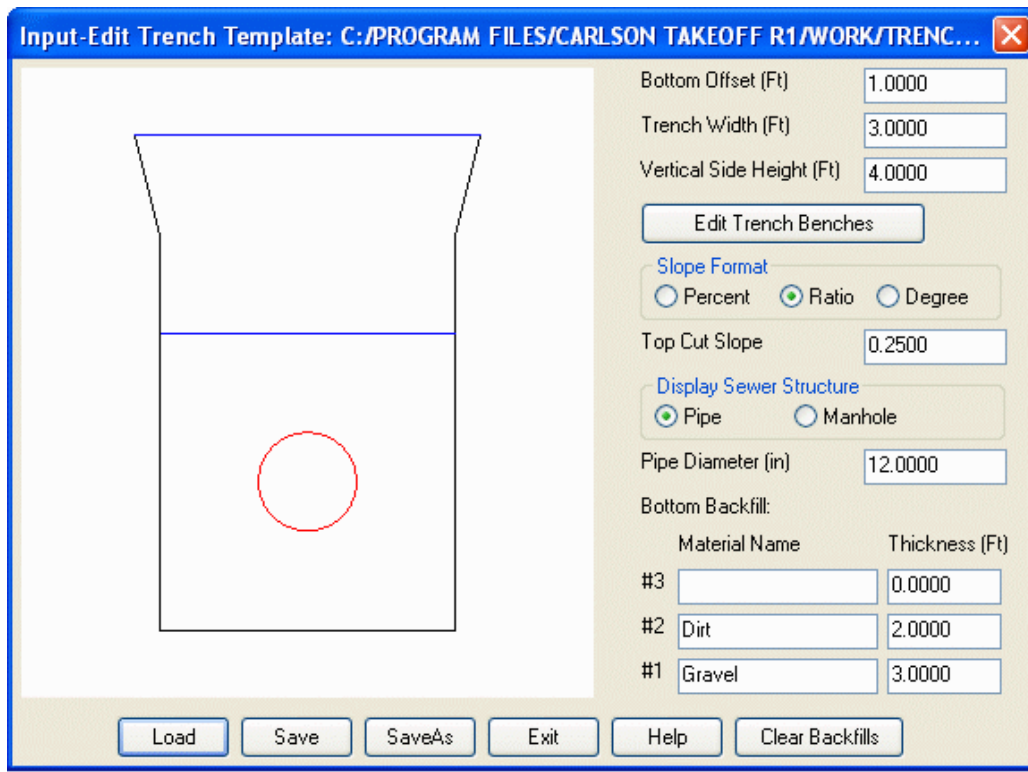 Input-Edit Trench Template: C:/PROGRAM FILES/CARLSON TAKEOFF R1/WORK/TRENC...
Bottom Offset (Ft) 1.0000
Trench Width (Ft) 3.0000
Vertical Side Height (Ft) 4.0000
Edit Trench Benches
Slope Format
Percent Ratio Degree
Top Cut Slope 0.2500
Display Sewer Structure
Pipe Manhole
Pipe Diameter (in) 12.0000
Bottom Backfill:
Material Name Thickness (Ft)
#3 0.0000
#2 Dirt 2.0000
#1 Gravel 3.0000
Load Save SaveAs Exit Help Clear Backfills